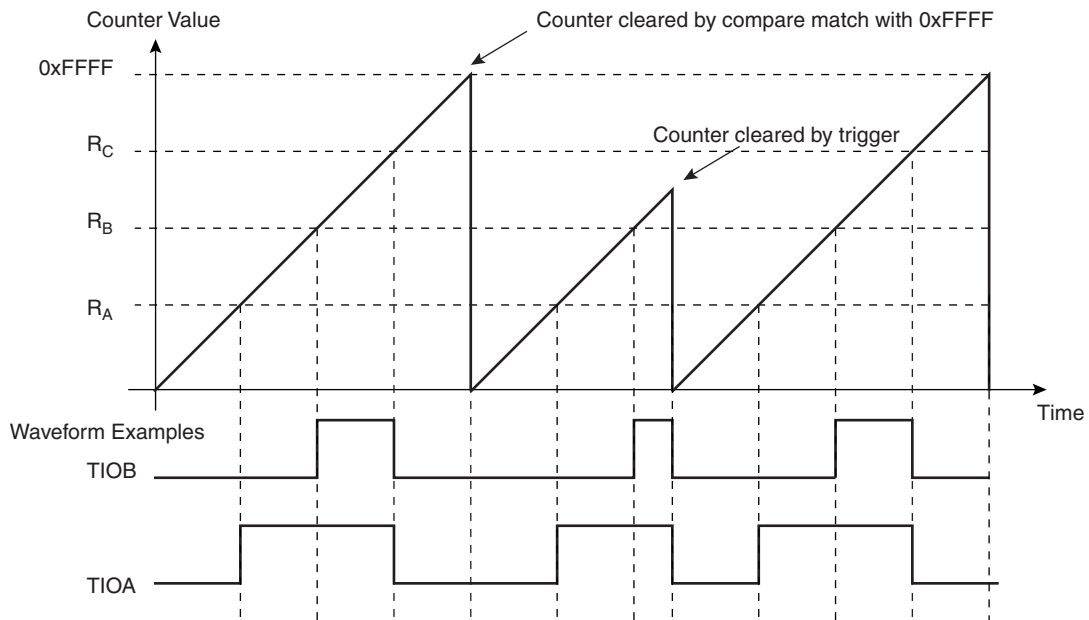 Counter Value
Counter cleared by compare match with 0xFFFF
0xFFFF
RC
Counter cleared by trigger
RB
RA
Time
Waveform Examples
TIOB
TIOA